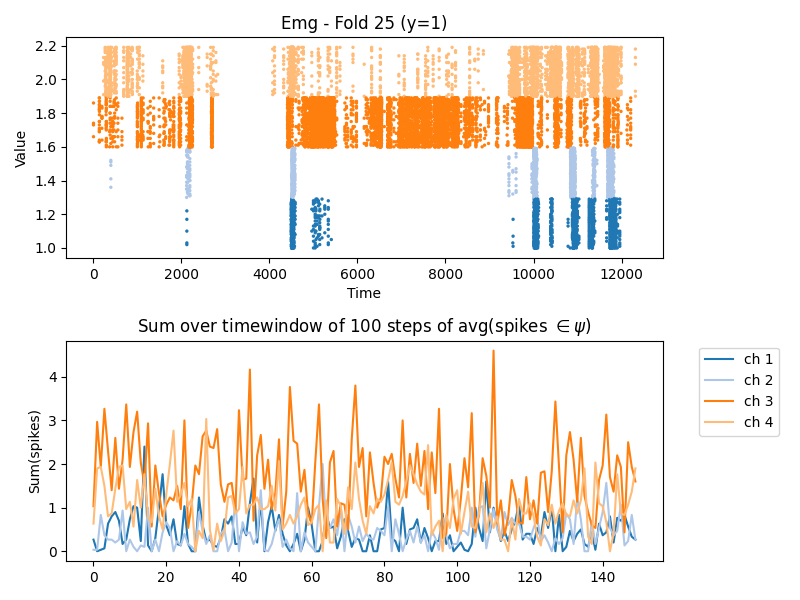 Emg - Fold 25 (y=1)
2.2
2.0
1.8
1.6
1.4
1.2
1.0
Value
0 2000 4000 6000 8000 10000 12000
Time
Sum over timewindow of 100 steps of avg(spikes ∈ ψ)
4
3
2
1
0
Sum(spikes)
0 20 40 60 80 100 120 140
ch 1
ch 2
ch 3
ch 4